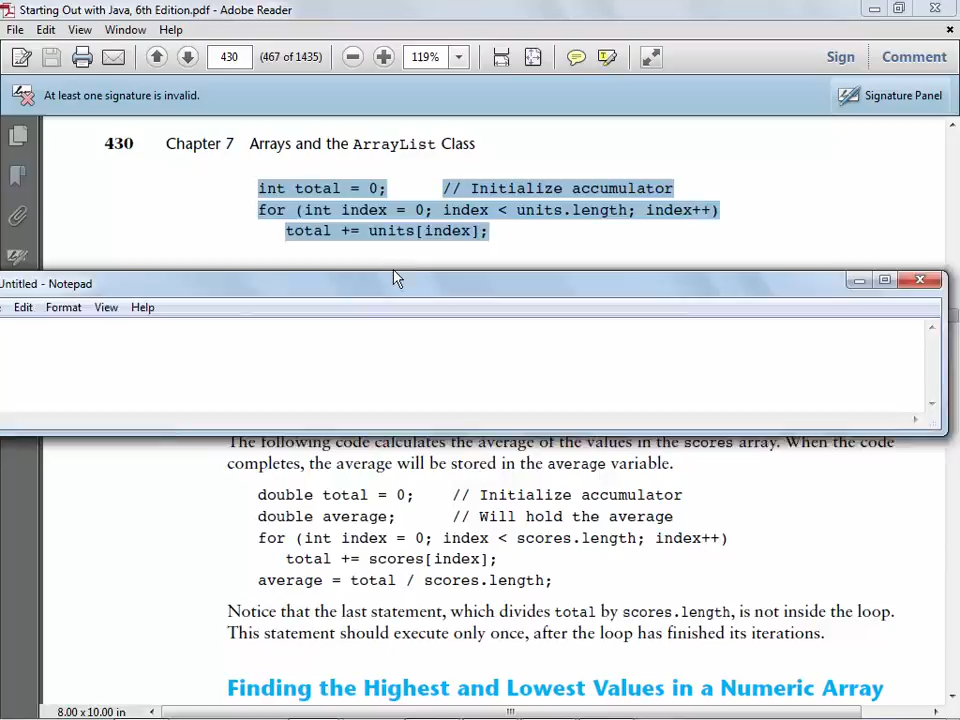 Starting Out with Java, 6th Edition.pdf - Adobe Reader
File Edit View Window Help
430 (467 of 1435) 119% Sign Comment
At least one signature is invalid. Signature Panel
430 Chapter 7 Arrays and the ArrayList Class
int total = 0; // Initialize accumulator
for (int index = 0; index < units.length; index++)
total += units[index];
Untitled - Notepad
Edit Format View Help
The following code calculates the average of the values in the scores array. When the code
completes, the average will be stored in the average variable.
double total = 0; // Initialize accumulator
double average; // Will hold the average
for (int index = 0; index < scores.length; index++)
total += scores[index];
average = total / scores.length;
Notice that the last statement, which divides total by scores.length, is not inside the loop.
This statement should execute only once, after the loop has finished its iterations.
Finding the Highest and Lowest Values in a Numeric Array
8.00 x 10.00 in